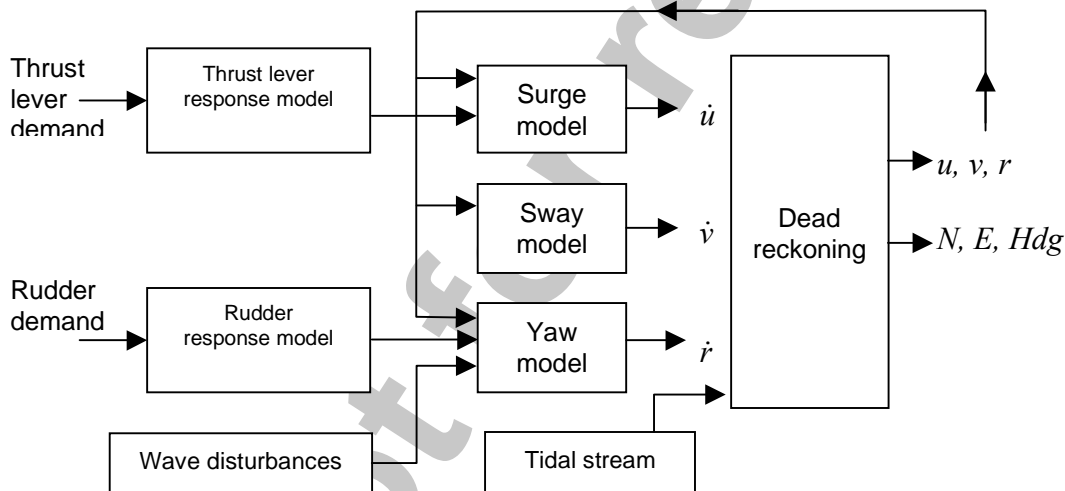 Thrust
lever
demand
Thrust lever
response model
Surge
model
u̇
Sway
model
v̇
Dead
reckoning
u, v, r
N, E, Hdg
Rudder
demand
Rudder
response model
Yaw
model
ṙ
Wave disturbances
Tidal stream